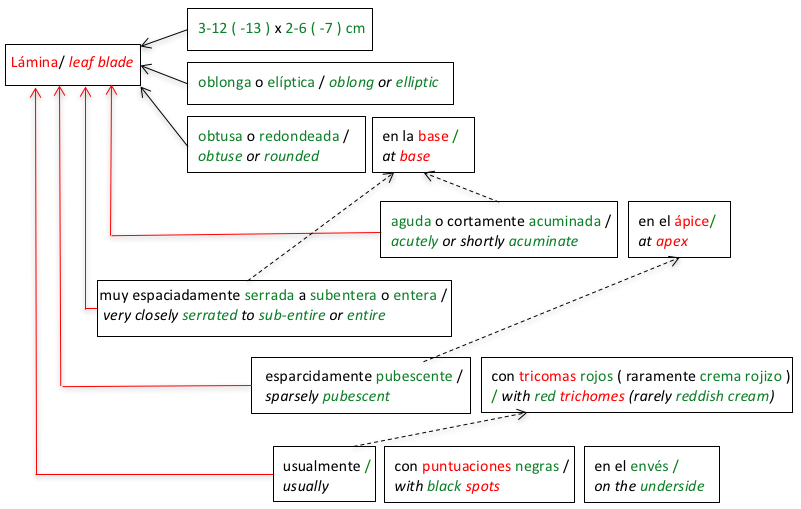 3-12 ( -13 ) x 2-6 ( -7 ) cm
Lámina/ leaf blade
oblonga o elíptica / oblong or elliptic
obtusa o redondeada /
obtuse or rounded
en la base /
at base
aguda o cortamente acuminada /
acutely or shortly acuminate
en el ápice/
at apex
muy espaciadamente serrada a subentera o entera /
very closely serrated to sub-entire or entire
esparcidamente pubescente /
sparsely pubescent
con tricomas rojos ( raramente crema rojizo )
/ with red trichomes (rarely reddish cream)
usualmente /
usually
con puntuaciones negras /
with black spots
en el envés /
on the underside